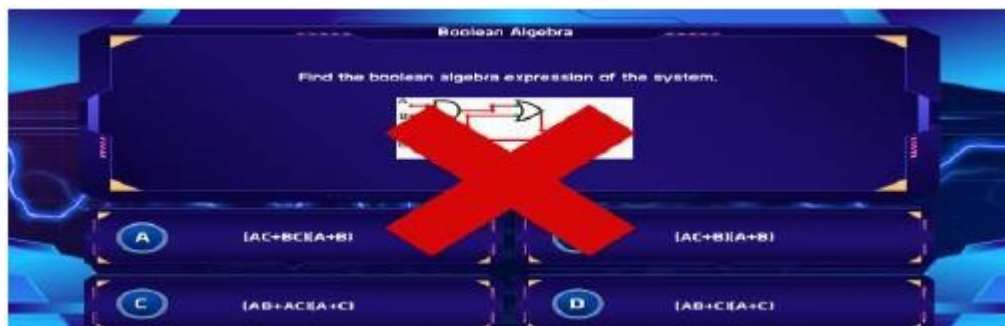 Boolean Algebra
Find the boolean algebra expression of the system.
A
B
A
(AC+BC)(A+B)
(AC+B)(A+B)
C
(AB+AC)(A+C)
D
(AB+C)(A+C)